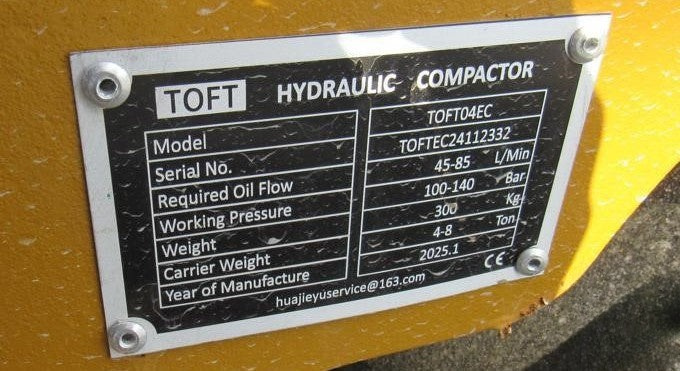 TOFT HYDRAULIC COMPACTOR
Model TOFT04EC
Serial No. TOFTEC24112332
Required Oil Flow 45-85 L/Min
Working Pressure 100-140 Bar
Weight 300 Kg
Carrier Weight 4-8 Ton
Year of Manufacture 2025.1
huajieyuservice@163.com CE